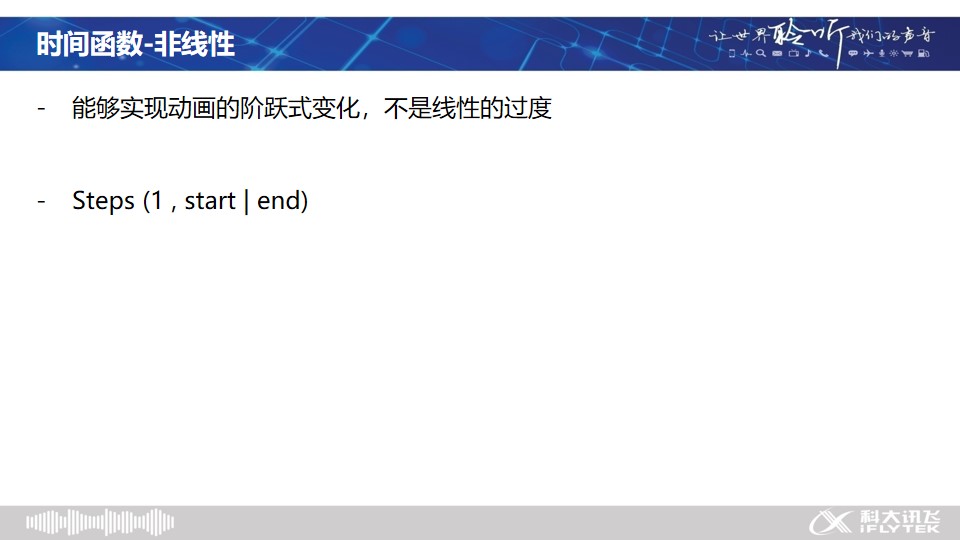 时间函数-非线性
让世界聆听我们的声音
- 能够实现动画的阶跃式变化，不是线性的过度
- Steps (1 , start | end)
科大讯飞
iFLYTEK